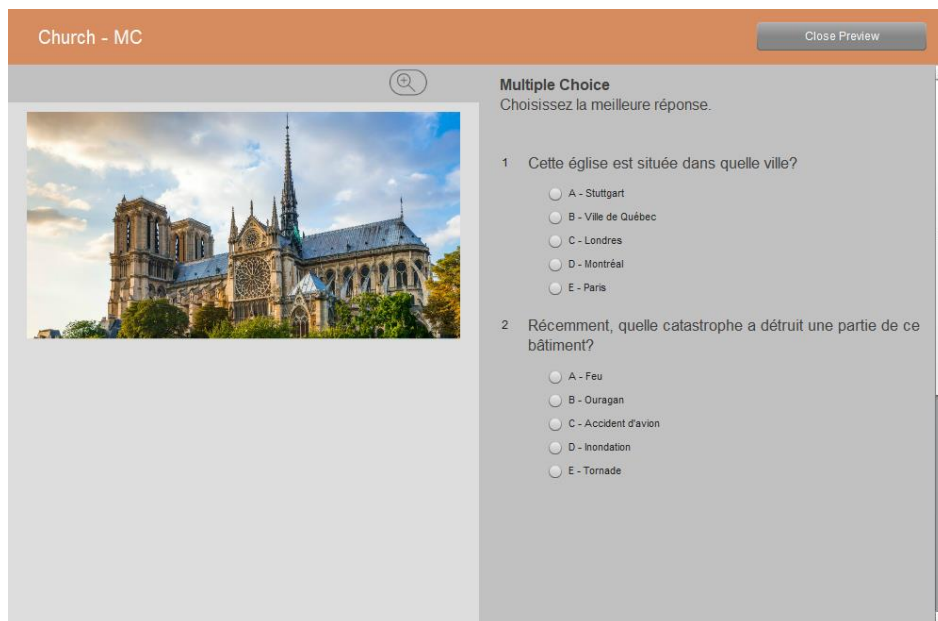 Church - MC
Close Preview
Multiple Choice
Choisissez la meilleure réponse.
1 Cette église est située dans quelle ville?
A - Stuttgart
B - Ville de Québec
C - Londres
D - Montréal
E - Paris
2 Récemment, quelle catastrophe a détruit une partie de ce
bâtiment?
A - Feu
B - Ouragan
C - Accident d'avion
D - Inondation
E - Tornade